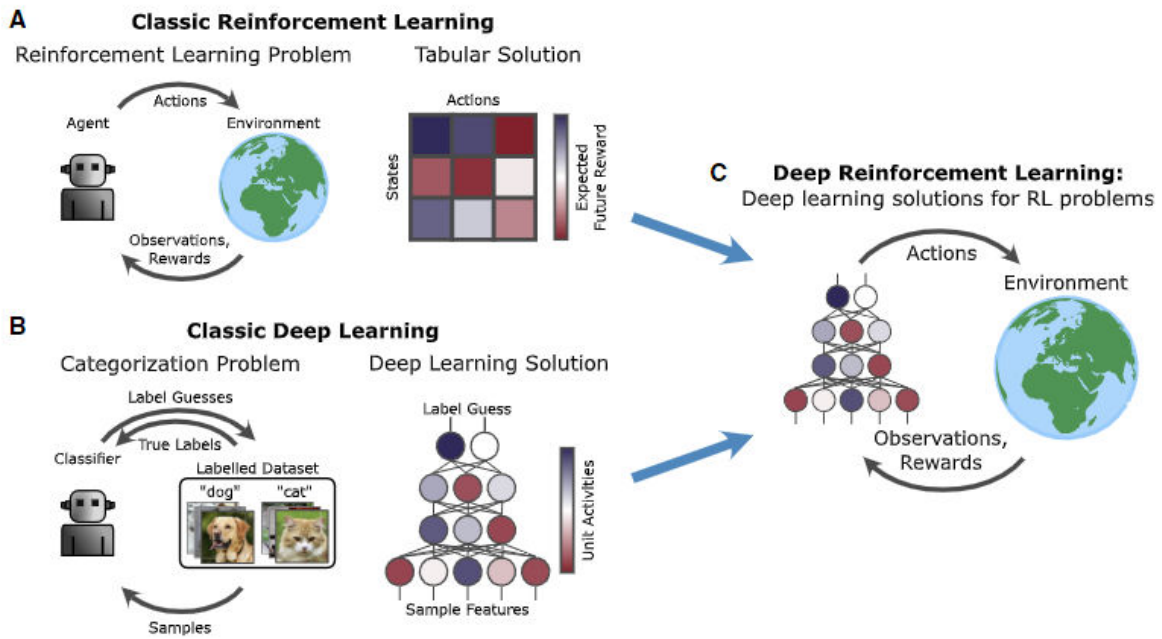 A
Classic Reinforcement Learning
Reinforcement Learning Problem
Tabular Solution
Actions
Agent
Environment
Observations,
Rewards
Actions
States
Expected
Future Reward
B
Classic Deep Learning
Categorization Problem
Deep Learning Solution
Label Guesses
True Labels
Classifier
Labelled Dataset
"dog"
"cat"
Samples
Label Guess
Unit Activities
Sample Features
C
Deep Reinforcement Learning:
Deep learning solutions for RL problems
Actions
Environment
Observations,
Rewards